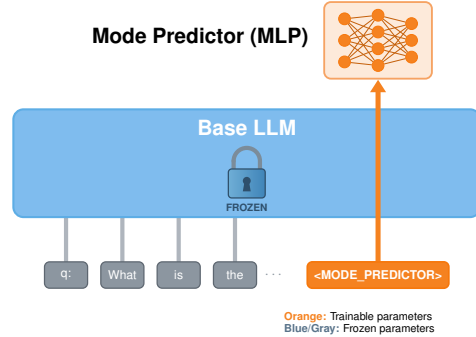 Mode Predictor (MLP)
Base LLM
FROZEN
q: What is the ... <MODE_PREDICTOR>
Orange: Trainable parameters
Blue/Gray: Frozen parameters